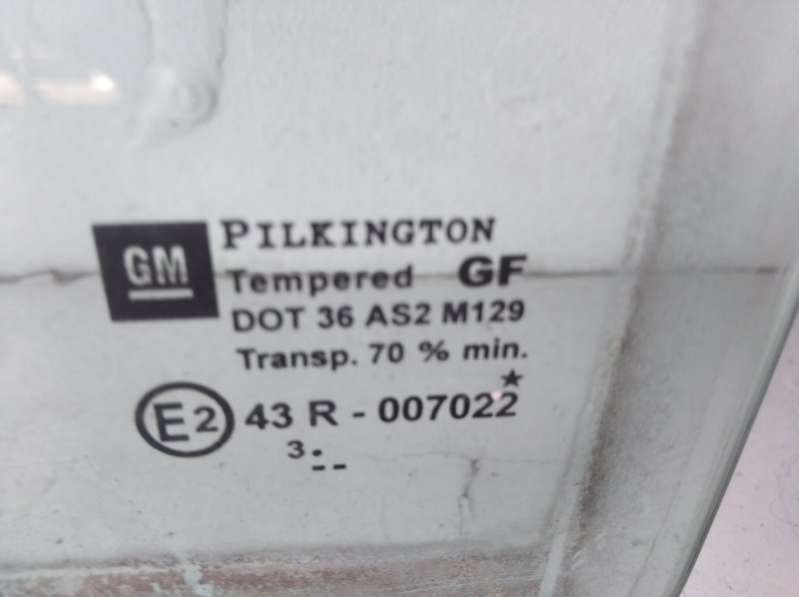 GM
PILKINGTON
Tempered GF
DOT 36 AS2 M129
Transp. 70 % min.
E2 43 R - 007022★
3